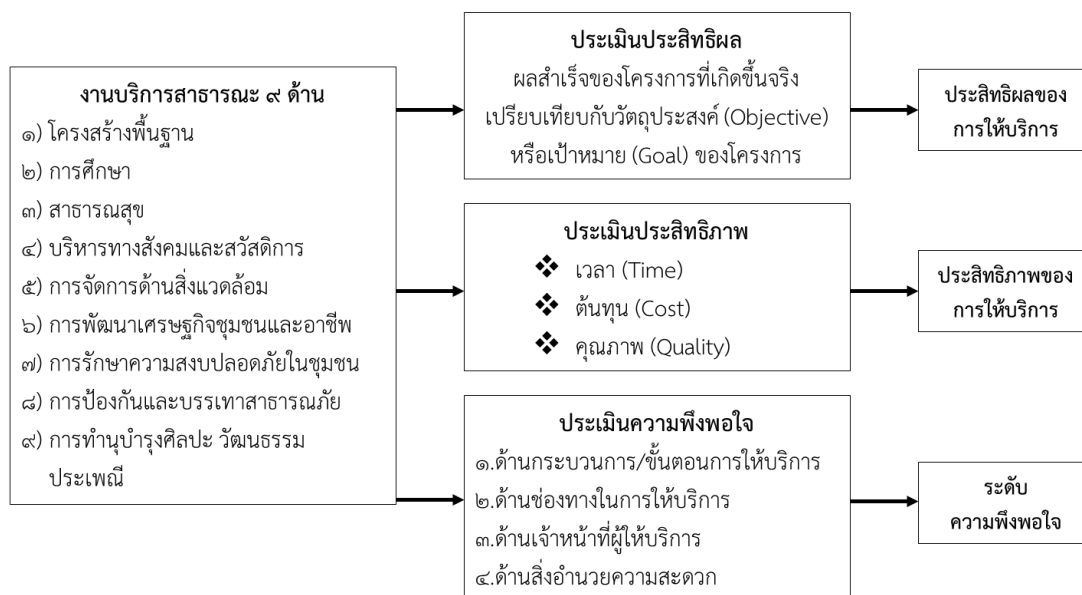 งานบริการสาธารณะ ๙ ด้าน
๑) โครงสร้างพื้นฐาน
๒) การศึกษา
๓) สาธารณสุข
๔) บริหารทางสังคมและสวัสดิการ
๕) การจัดการด้านสิ่งแวดล้อม
๖) การพัฒนาเศรษฐกิจชุมชนและอาชีพ
๗) การรักษาความสงบปลอดภัยในชุมชน
๘) การป้องกันและบรรเทาสาธารณภัย
๙) การทำนุบำรุงศิลปะ วัฒนธรรม
ประเพณี
ประเมินประสิทธิผล
ผลสำเร็จของโครงการที่เกิดขึ้นจริง
เปรียบเทียบกับวัตถุประสงค์ (Objective)
หรือเป้าหมาย (Goal) ของโครงการ
ประสิทธิผลของ
การให้บริการ
ประเมินประสิทธิภาพ
❖ เวลา (Time)
❖ ต้นทุน (Cost)
❖ คุณภาพ (Quality)
ประสิทธิภาพของ
การให้บริการ
ประเมินความพึงพอใจ
๑.ด้านกระบวนการ/ขั้นตอนการให้บริการ
๒.ด้านช่องทางในการให้บริการ
๓.ด้านเจ้าหน้าที่ผู้ให้บริการ
๔.ด้านสิ่งอำนวยความสะดวก
ระดับ
ความพึงพอใจ